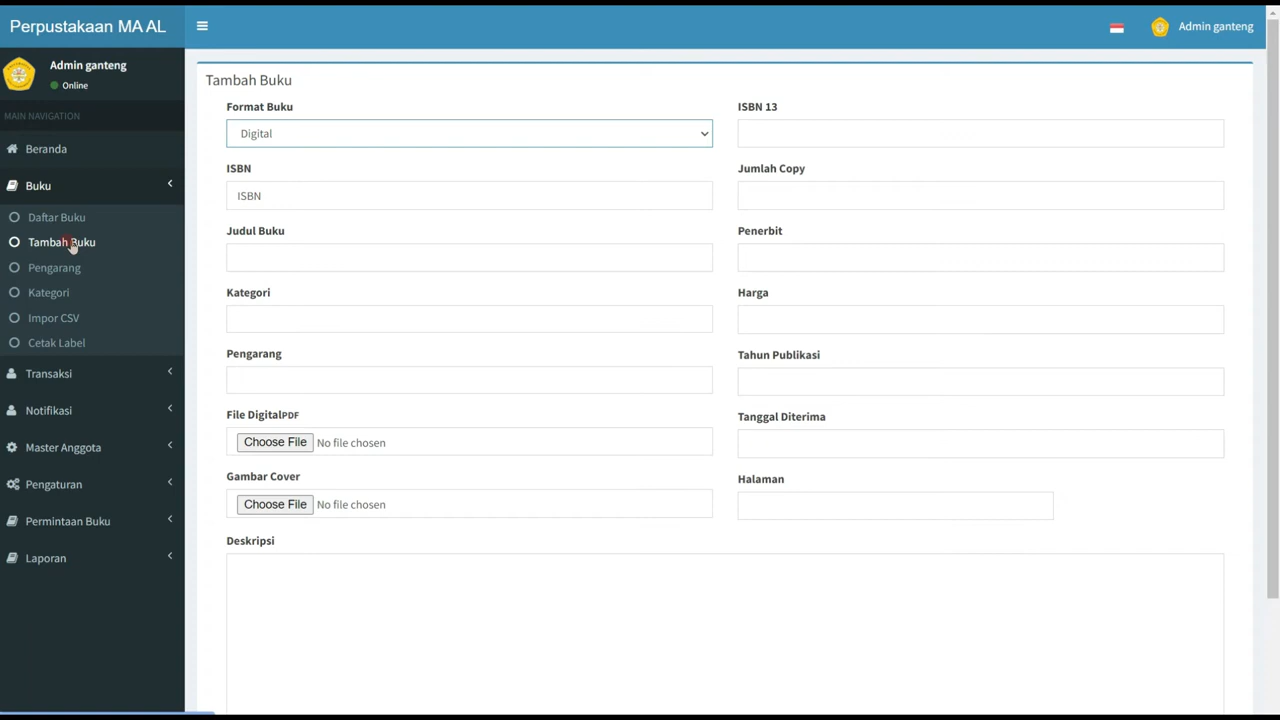 Perpustakaan MA AL
Admin ganteng
Admin ganteng
Online
MAIN NAVIGATION
Beranda
Buku
Daftar Buku
Tambah Buku
Pengarang
Kategori
Impor CSV
Cetak Label
Transaksi
Notifikasi
Master Anggota
Pengaturan
Permintaan Buku
Laporan
Tambah Buku
Format Buku
Digital
ISBN
ISBN
Judul Buku
Kategori
Pengarang
File DigitalPDF
Choose File No file chosen
Gambar Cover
Choose File No file chosen
ISBN 13
Jumlah Copy
Penerbit
Harga
Tahun Publikasi
Tanggal Diterima
Halaman
Deskripsi